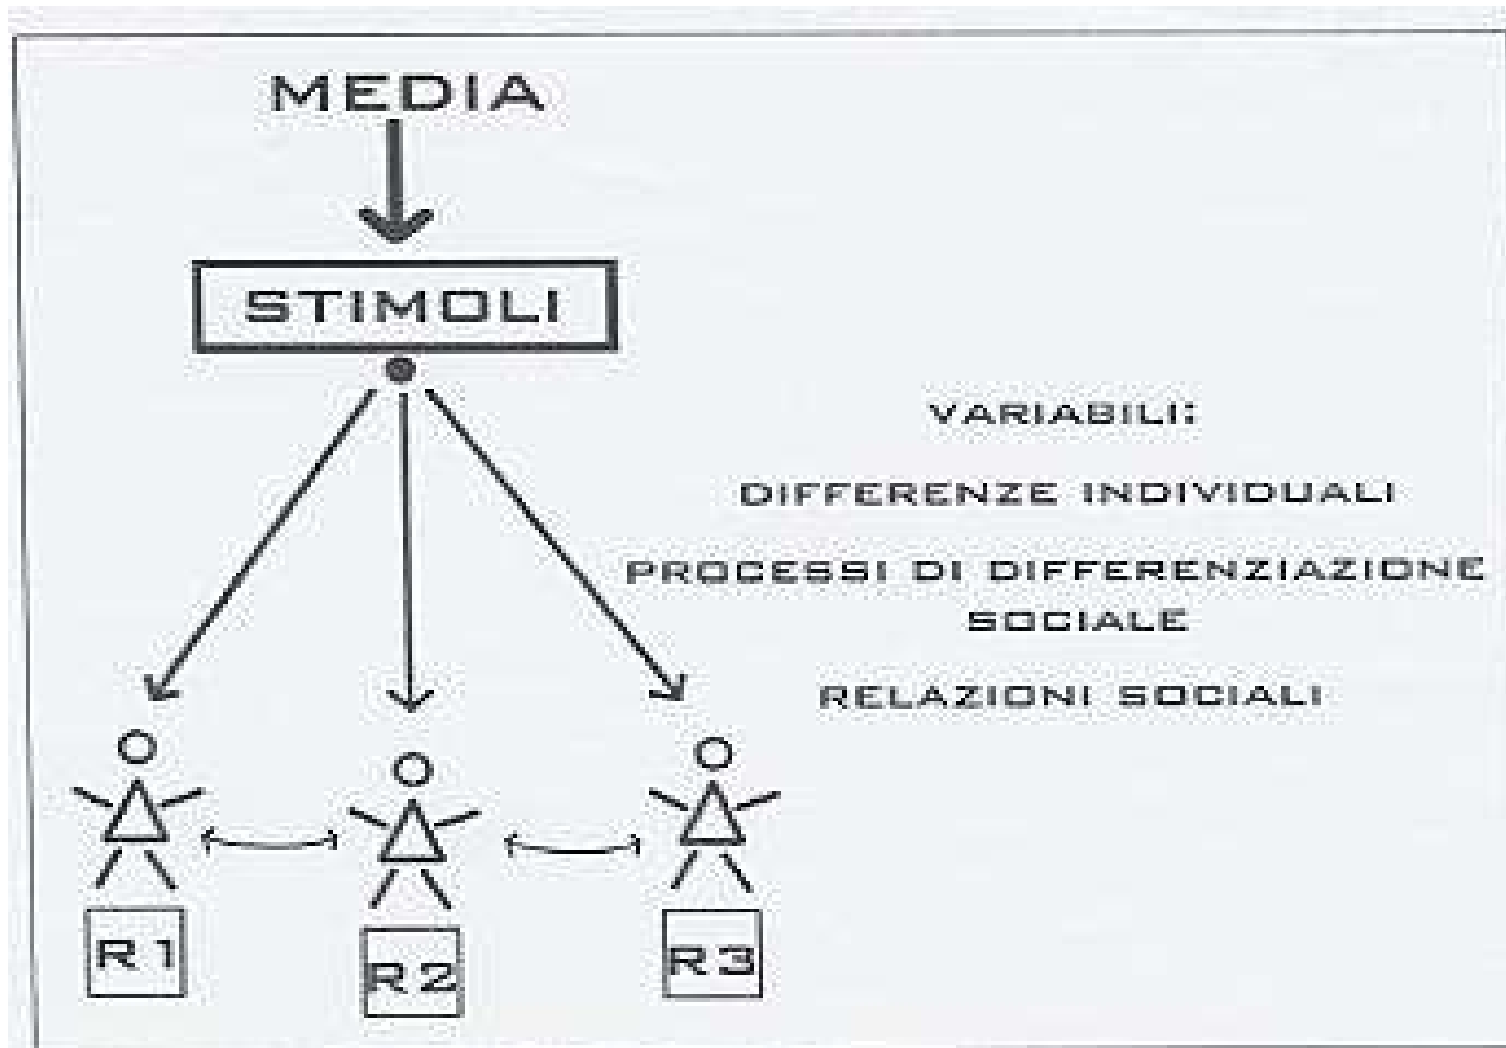 MEDIA
STIMOLI
VARIABILI:
DIFFERENZE INDIVIDUALI
PROCESSI DI DIFFERENZIAZIONE
SOCIALE
RELAZIONI SOCIALI
R1
R2
R3